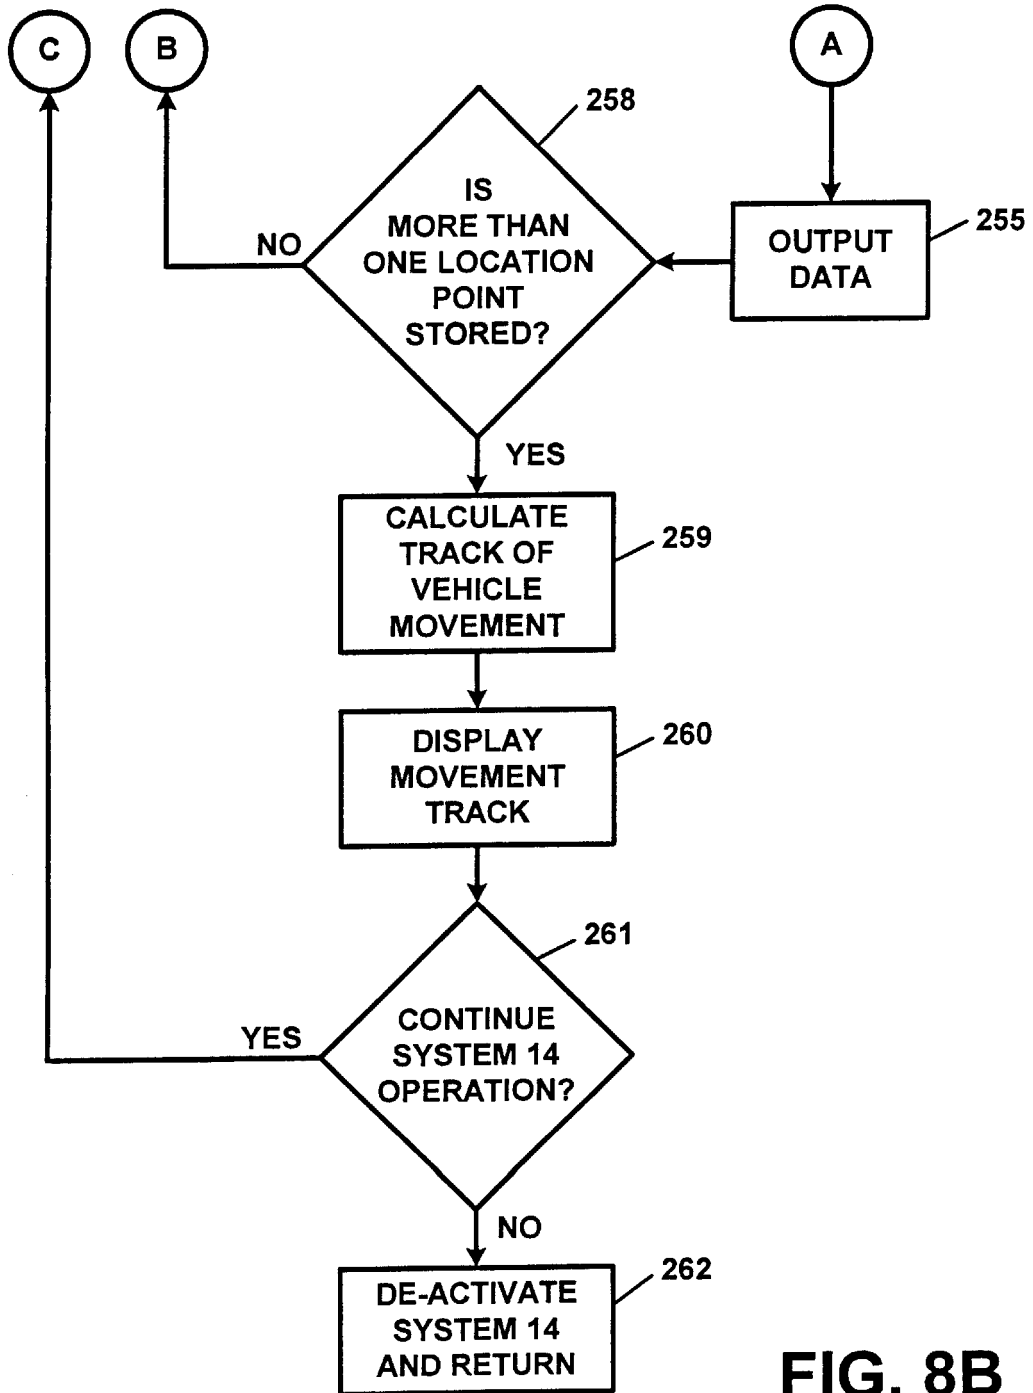 C
B
A
258
IS
MORE THAN
ONE LOCATION
POINT
STORED?
NO
255
OUTPUT
DATA
YES
CALCULATE
TRACK OF
VEHICLE
MOVEMENT
259
DISPLAY
MOVEMENT
TRACK
260
261
CONTINUE
SYSTEM 14
OPERATION?
YES
NO
DE-ACTIVATE
SYSTEM 14
AND RETURN
262
FIG. 8B